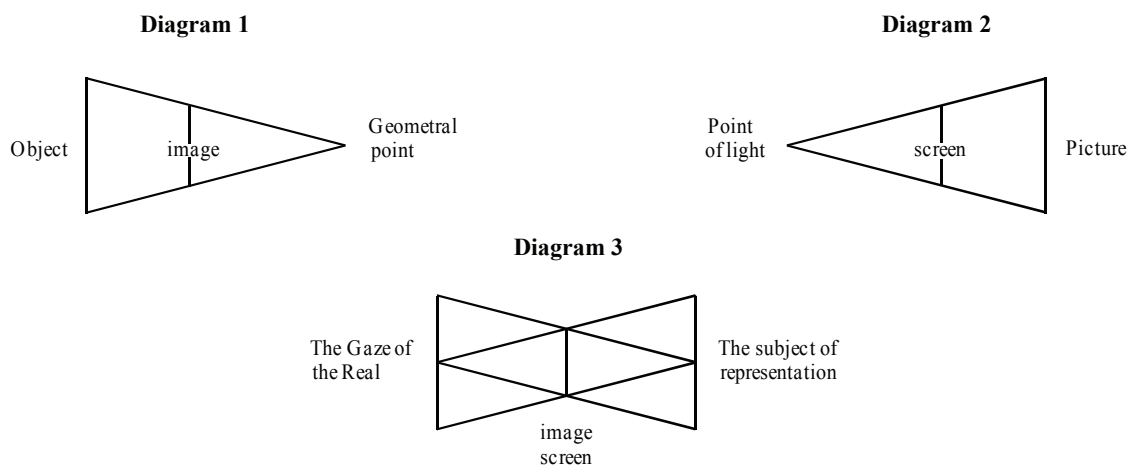 Diagram 1
Object
image
Geometral
point
Diagram 2
Point
of light
screen
Picture
Diagram 3
The Gaze of
the Real
image
screen
The subject of
representation